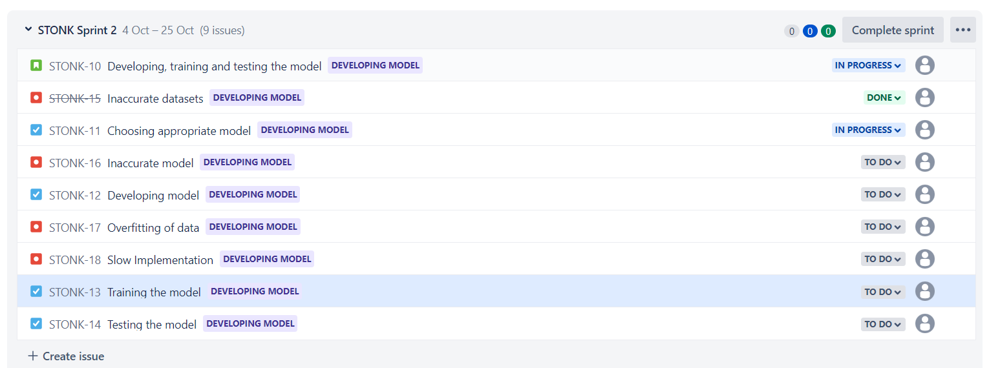 STONK Sprint 2 4 Oct – 25 Oct (9 issues) 0 0 0 Complete sprint
STONK-10 Developing, training and testing the model DEVELOPING MODEL IN PROGRESS
STONK-15 Inaccurate datasets DEVELOPING MODEL DONE
STONK-11 Choosing appropriate model DEVELOPING MODEL IN PROGRESS
STONK-16 Inaccurate model DEVELOPING MODEL TO DO
STONK-12 Developing model DEVELOPING MODEL TO DO
STONK-17 Overfitting of data DEVELOPING MODEL TO DO
STONK-18 Slow Implementation DEVELOPING MODEL TO DO
STONK-13 Training the model DEVELOPING MODEL TO DO
STONK-14 Testing the model DEVELOPING MODEL TO DO
+ Create issue